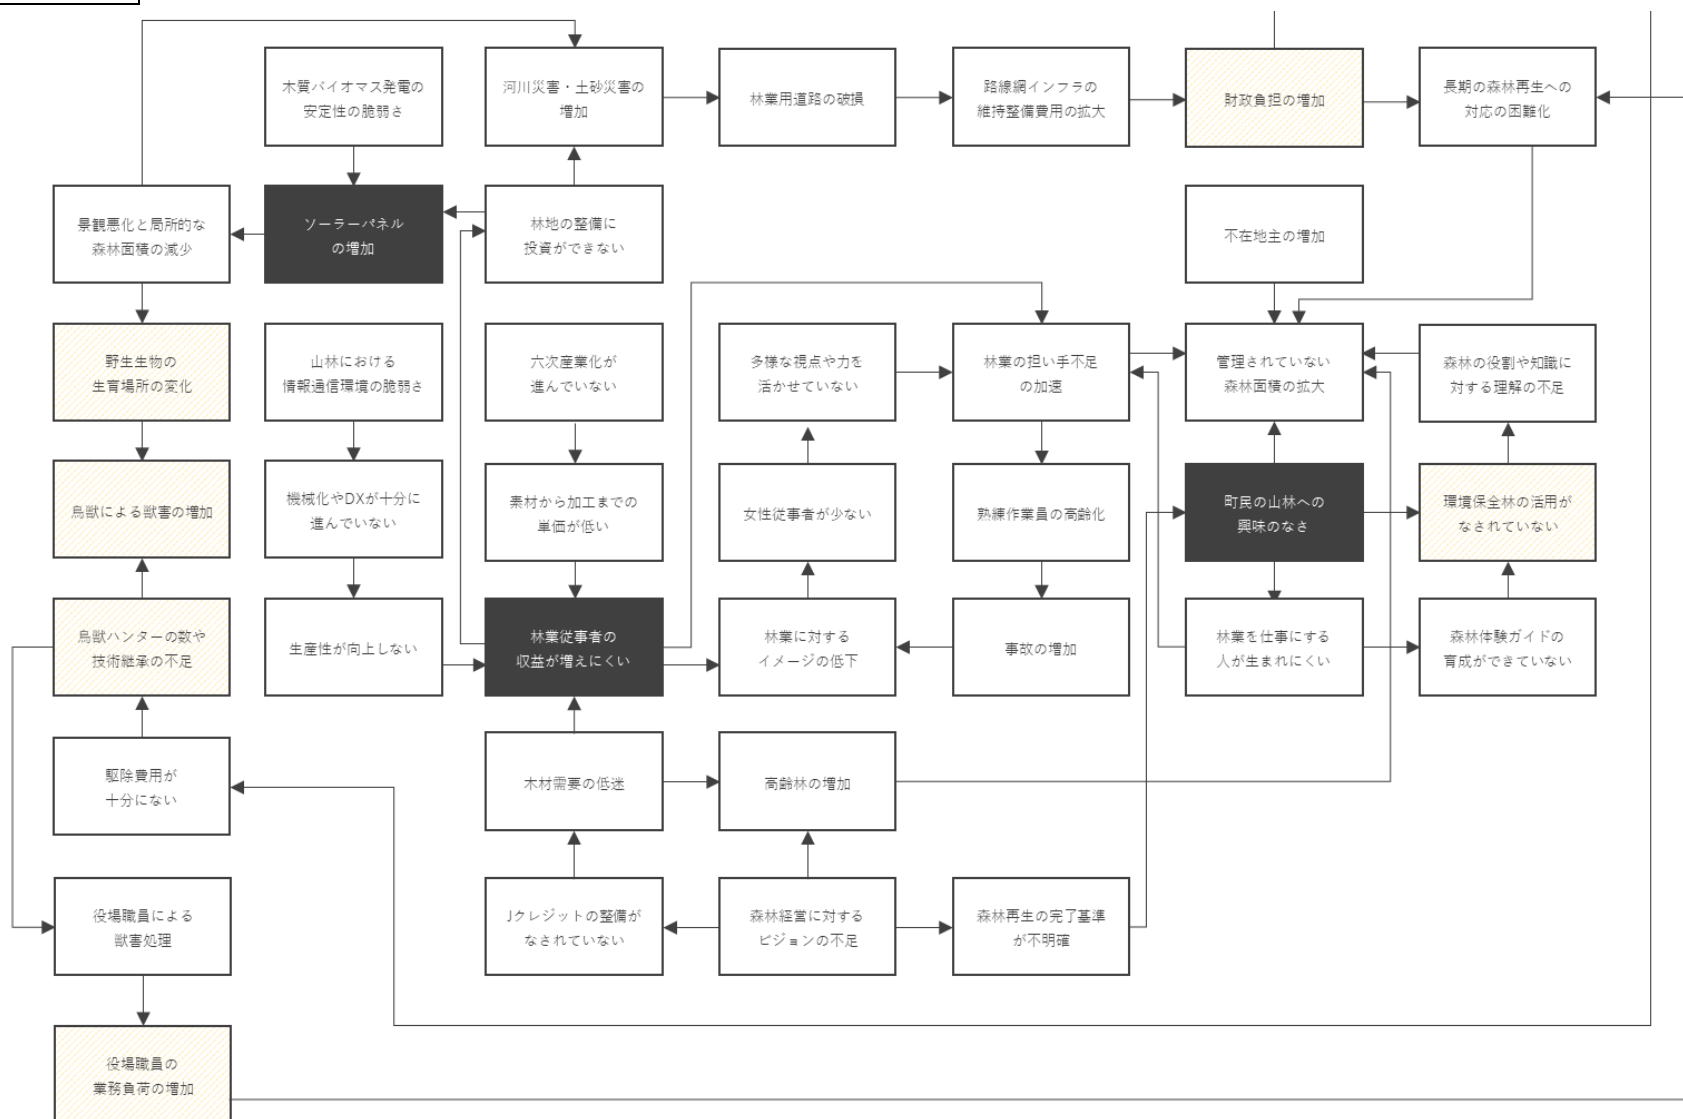 木質バイオマス発電の
安定性の脆弱さ
河川災害・土砂災害の
増加
林業用道路の破損
路線網インフラの
維持整備費用の拡大
財政負担の増加
長期の森林再生への
対応の困難化
景観悪化と局所的な
森林面積の減少
ソーラーパネル
の増加
林地の整備に
投資ができない
不在地主の増加
野生生物の
生育場所の変化
山林における
情報通信環境の脆弱さ
六次産業化が
進んでいない
多様な視点や力を
活かせていない
林業の担い手不足
の加速
管理されていない
森林面積の拡大
森林の役割や知識に
対する理解の不足
鳥獣による獣害の増加
機械化やDXが十分に
進んでいない
素材から加工までの
単価が低い
女性従事者が少ない
熟練作業員の高齢化
町民の山林への
興味のなさ
環境保全林の活用が
なされていない
鳥獣ハンターの数や
技術継承の不足
生産性が向上しない
林業従事者の
収益が増えにくい
林業に対する
イメージの低下
事故の増加
林業を仕事にする
人が生まれにくい
森林体験ガイドの
育成ができていない
駆除費用が
十分にない
木材需要の低迷
高齢林の増加
役場職員による
獣害処理
Jクレジットの整備が
なされていない
森林経営に対する
ビジョンの不足
森林再生の完了基準
が不明確
役場職員の
業務負荷の増加